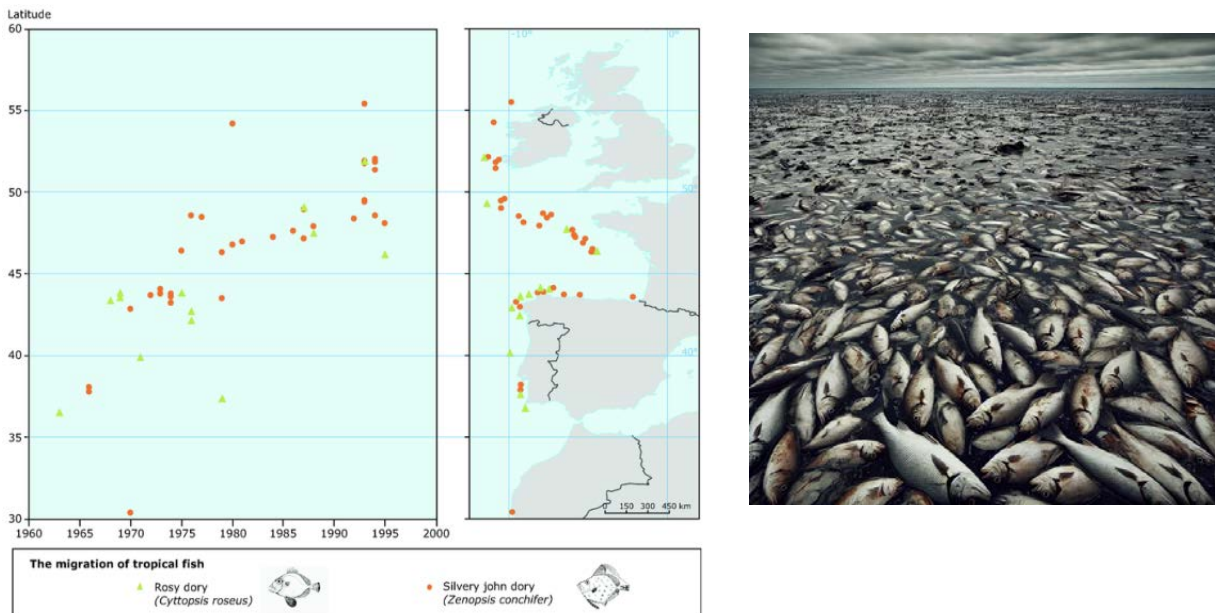 Latitude
60
55
50
45
40
35
30
1960
1965
1970
1975
1980
1985
1990
1995
2000
-10°
0°
50°
40°
0 150 300 450 km
The migration of tropical fish
Rosy dory
(Cyttopsis roseus)
Silvery john dory
(Zenopsis conchifer)